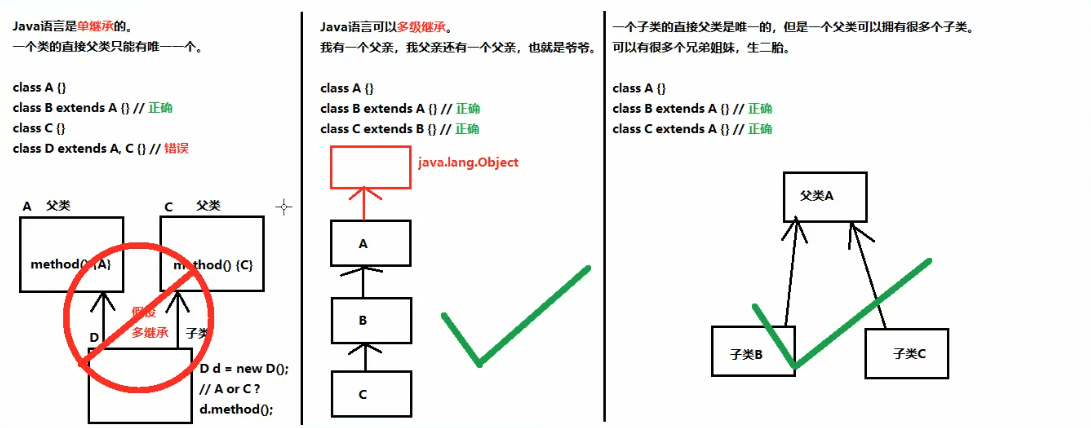 Java语言是单继承的。
一个类的直接父类只能有唯一一个。
class A {}
class B extends A {} // 正确
class C {}
class D extends A, C {} // 错误
A 父类
C 父类
method() {A}
method() {C}
假设
多继承
D
子类
D d = new D();
// A or C ?
d.method();
Java语言可以多级继承。
我有一个父亲，我父亲还有一个父亲，也就是爷爷。
class A {}
class B extends A {} // 正确
class C extends B {} // 正确
java.lang.Object
A
B
C
一个子类的直接父类是唯一的，但是一个父类可以拥有很多个子类。
可以有很多个兄弟姐妹，生二胎。
class A {}
class B extends A {} // 正确
class C extends A {} // 正确
父类A
子类B
子类C